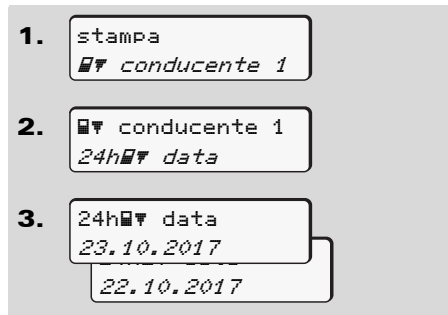 1.
stampa
conducente 1
2.
conducente 1
24h data
3.
24h data
23.10.2017
22.10.2017